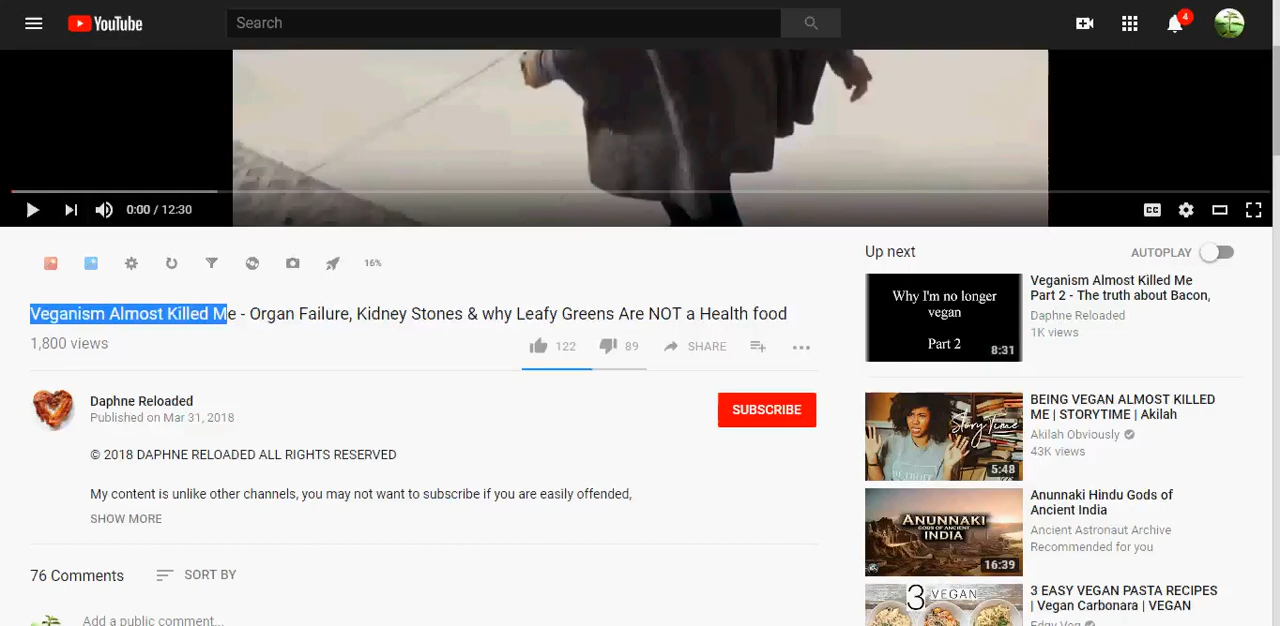 YouTube
Search
4
0:00 / 12:30
CC
16%
Veganism Almost Killed Me - Organ Failure, Kidney Stones & why Leafy Greens Are NOT a Health food
1,800 views
122
89
SHARE
Daphne Reloaded
Published on Mar 31, 2018
SUBSCRIBE
© 2018 DAPHNE RELOADED ALL RIGHTS RESERVED
My content is unlike other channels, you may not want to subscribe if you are easily offended,
SHOW MORE
76 Comments
SORT BY
Add a public comment...
Up next
AUTOPLAY
Why I'm no longer
vegan
Part 2
8:31
Veganism Almost Killed Me
Part 2 - The truth about Bacon,
Daphne Reloaded
1K views
Story Time
5:48
BEING VEGAN ALMOST KILLED
ME | STORYTIME | Akilah
Akilah Obviously
43K views
ANUNNAKI
GODS OF ANCIENT
INDIA
16:39
Anunnaki Hindu Gods of
Ancient India
Ancient Astronaut Archive
Recommended for you
3 VEGAN
3 EASY VEGAN PASTA RECIPES
| Vegan Carbonara | VEGAN
Edgy Veg